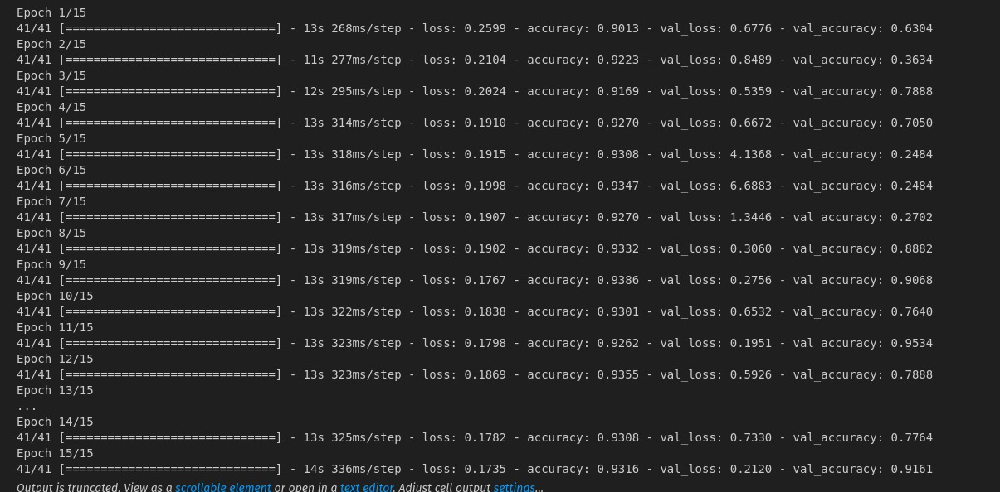 Epoch 1/15
41/41 [==============================] - 13s 268ms/step - loss: 0.2599 - accuracy: 0.9013 - val_loss: 0.6776 - val_accuracy: 0.6304
Epoch 2/15
41/41 [==============================] - 11s 277ms/step - loss: 0.2104 - accuracy: 0.9223 - val_loss: 0.8489 - val_accuracy: 0.3634
Epoch 3/15
41/41 [==============================] - 12s 295ms/step - loss: 0.2024 - accuracy: 0.9169 - val_loss: 0.5359 - val_accuracy: 0.7888
Epoch 4/15
41/41 [==============================] - 13s 314ms/step - loss: 0.1910 - accuracy: 0.9270 - val_loss: 0.6672 - val_accuracy: 0.7050
Epoch 5/15
41/41 [==============================] - 13s 318ms/step - loss: 0.1915 - accuracy: 0.9308 - val_loss: 4.1368 - val_accuracy: 0.2484
Epoch 6/15
41/41 [==============================] - 13s 316ms/step - loss: 0.1998 - accuracy: 0.9347 - val_loss: 6.6883 - val_accuracy: 0.2484
Epoch 7/15
41/41 [==============================] - 13s 317ms/step - loss: 0.1907 - accuracy: 0.9270 - val_loss: 1.3446 - val_accuracy: 0.2702
Epoch 8/15
41/41 [==============================] - 13s 319ms/step - loss: 0.1902 - accuracy: 0.9332 - val_loss: 0.3060 - val_accuracy: 0.8882
Epoch 9/15
41/41 [==============================] - 13s 319ms/step - loss: 0.1767 - accuracy: 0.9386 - val_loss: 0.2756 - val_accuracy: 0.9068
Epoch 10/15
41/41 [==============================] - 13s 322ms/step - loss: 0.1838 - accuracy: 0.9301 - val_loss: 0.6532 - val_accuracy: 0.7640
Epoch 11/15
41/41 [==============================] - 13s 323ms/step - loss: 0.1798 - accuracy: 0.9262 - val_loss: 0.1951 - val_accuracy: 0.9534
Epoch 12/15
41/41 [==============================] - 13s 323ms/step - loss: 0.1869 - accuracy: 0.9355 - val_loss: 0.5926 - val_accuracy: 0.7888
Epoch 13/15
...
Epoch 14/15
41/41 [==============================] - 13s 325ms/step - loss: 0.1782 - accuracy: 0.9308 - val_loss: 0.7330 - val_accuracy: 0.7764
Epoch 15/15
41/41 [==============================] - 14s 336ms/step - loss: 0.1735 - accuracy: 0.9316 - val_loss: 0.2120 - val_accuracy: 0.9161
Output is truncated. View as a scrollable element or open in a text editor. Adjust cell output settings...